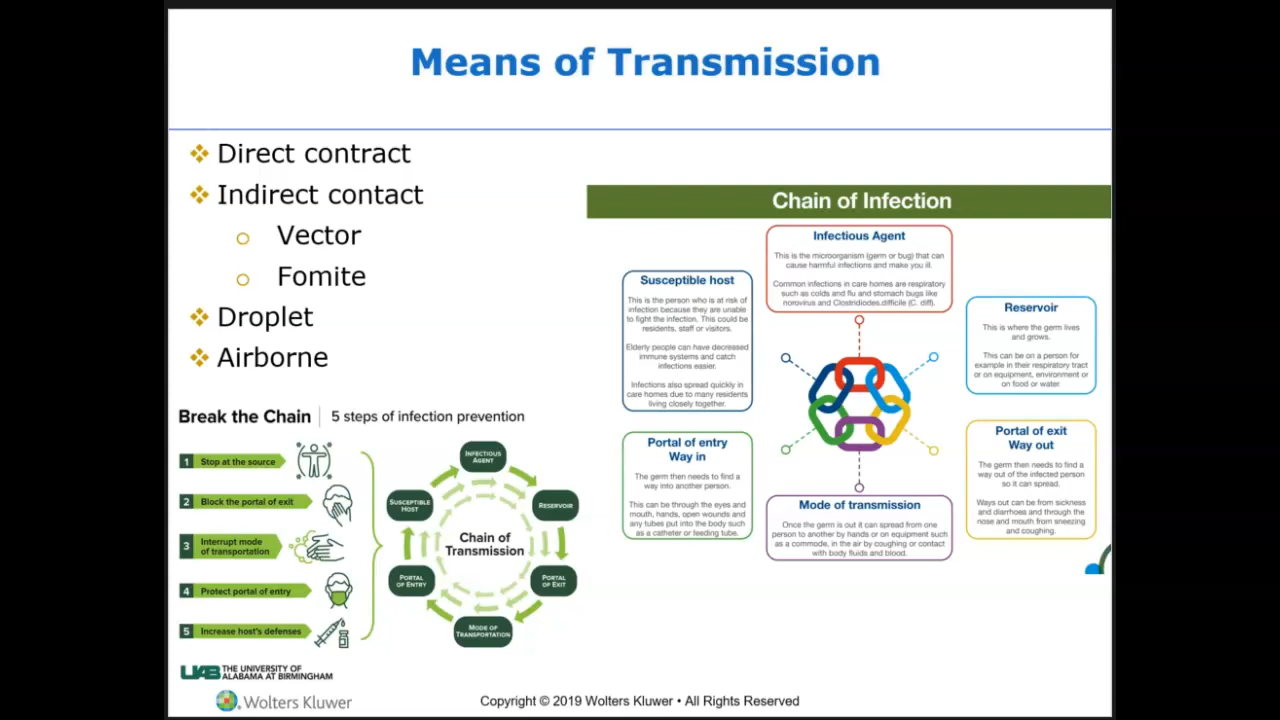 Means of Transmission
Direct contract
Indirect contact
Vector
Fomite
Droplet
Airborne
Break the Chain | 5 steps of infection prevention
1 Stop at the source
2 Block the portal of exit
3 Interrupt mode
of transportation
4 Protect portal of entry
5 Increase host's defenses
INFECTIOUS
AGENT
RESERVOIR
PORTAL
OF EXIT
MODE OF
TRANSPORTATION
PORTAL
OF ENTRY
SUSCEPTIBLE
HOST
Chain of
Transmission
UAB THE UNIVERSITY OF
ALABAMA AT BIRMINGHAM
Chain of Infection
Infectious Agent
This is the microorganism (germ or bug) that can
cause harmful infections and make you ill.
Common infections in care homes are respiratory
such as colds and flu and stomach bugs like
norovirus and Clostridiodes.difficile (C. diff).
Reservoir
This is where the germ lives
and grows.
This can be on a person for
example in their respiratory tract
or on equipment, environment or
on food or water.
Portal of exit
Way out
The germ then needs to find a
way out of the infected person
so it can spread.
Ways out can be from sickness
and diarrhoea and through the
nose and mouth from sneezing
and coughing.
Mode of transmission
Once the germ is out it can spread from one
person to another by hands or on equipment such
as a commode, in the air by coughing or contact
with body fluids and blood.
Portal of entry
Way in
The germ then needs to find a
way into another person.
This can be through the eyes and
mouth, hands, open wounds and
any tubes put into the body such
as a catheter or feeding tube.
Susceptible host
This is the person who is at risk of
infection because they are unable
to fight the infection. This could be
residents, staff or visitors.
Elderly people can have decreased
immune systems and catch
infections easier.
Infections also spread quickly in
care homes due to many residents
living closely together.
Wolters Kluwer
Copyright © 2019 Wolters Kluwer • All Rights Reserved